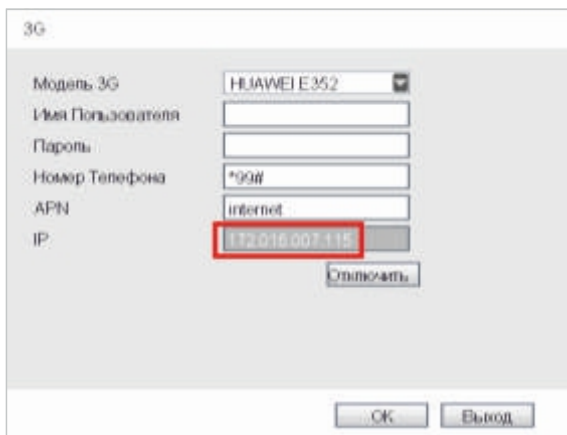 3G
Модель 3G HUAWEI E352
Имя Пользователя
Пароль
Номер Телефона *99#
APN internet
IP 172.016.007.115
Отключить
OK Выход